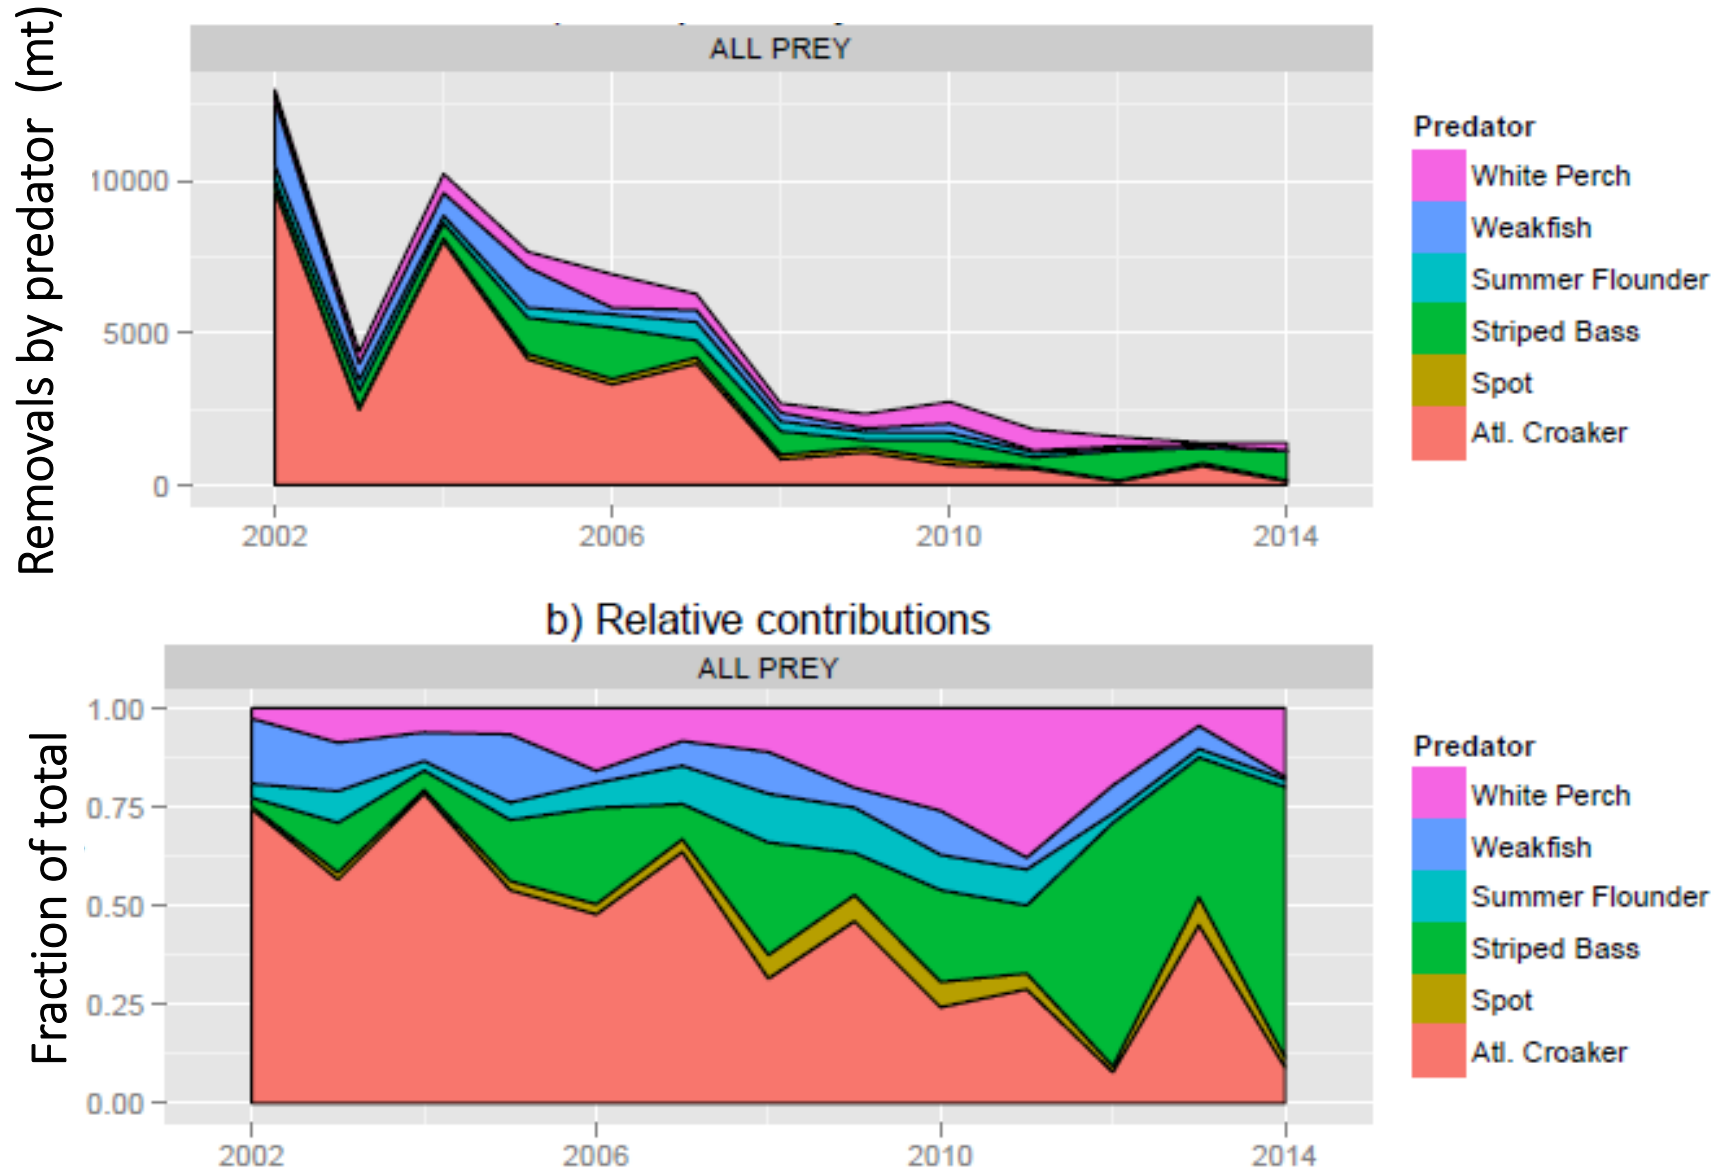 Removals by predator (mt)
ALL PREY
10000
5000
0
2002
2006
2010
2014
Predator
White Perch
Weakfish
Summer Flounder
Striped Bass
Spot
Atl. Croaker
b) Relative contributions
ALL PREY
Fraction of total
1.00
0.75
0.50
0.25
0.00
2002
2006
2010
2014
Predator
White Perch
Weakfish
Summer Flounder
Striped Bass
Spot
Atl. Croaker